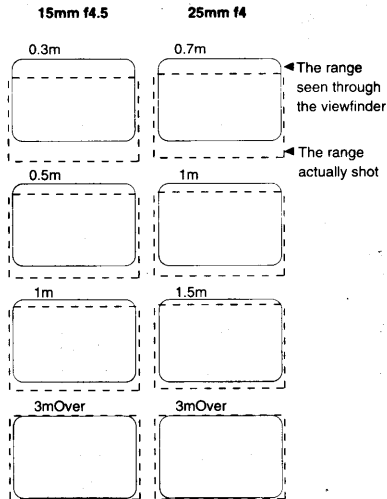 15mm f4.5 25mm f4
0.3m 0.7m
◄The range
seen through
the viewfinder
◄The range
actually shot
0.5m 1m
1m 1.5m
3mOver 3mOver